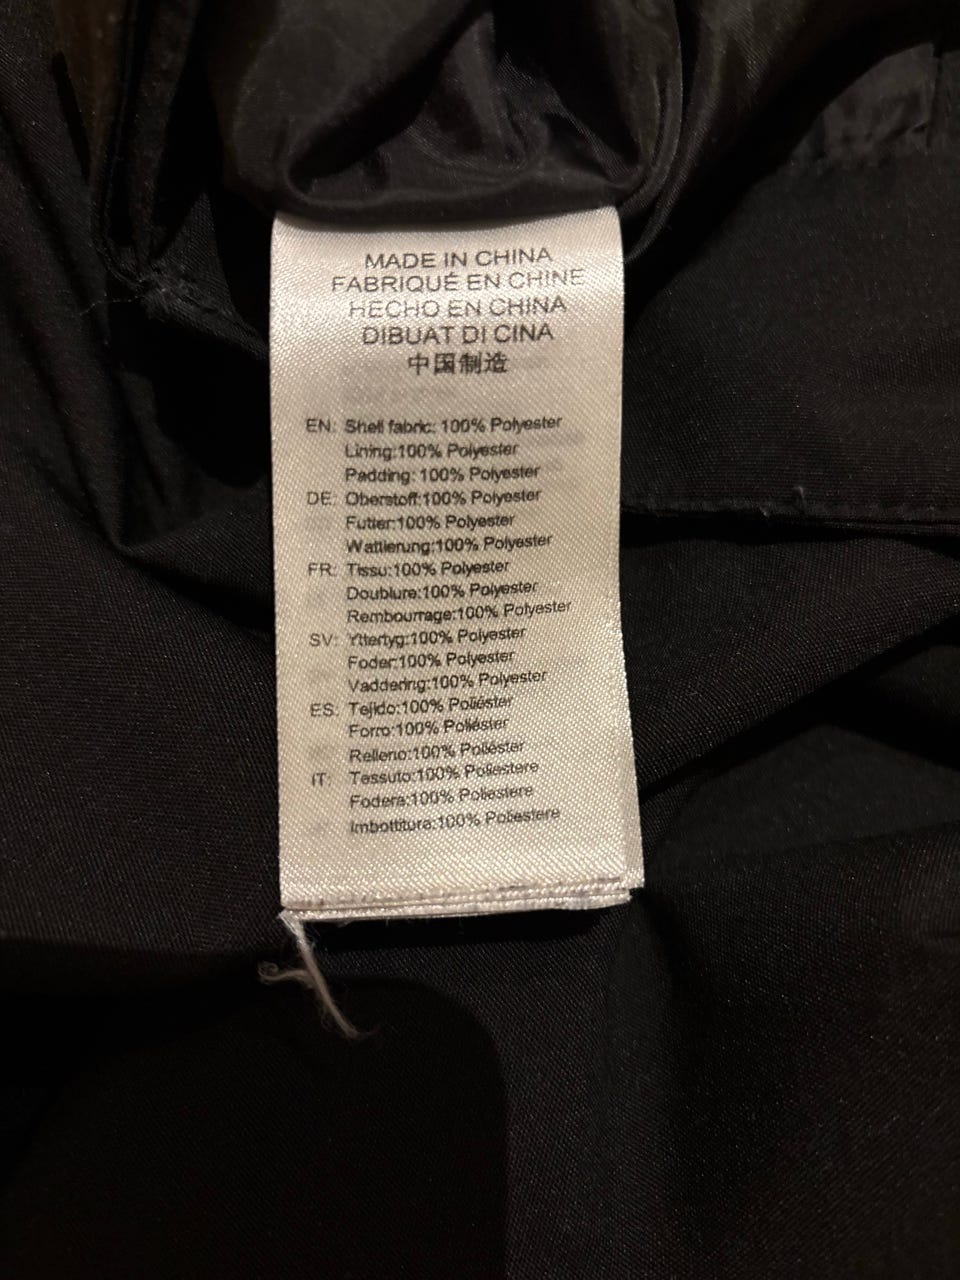 MADE IN CHINA
FABRIQUÉ EN CHINE
HECHO EN CHINA
DIBUAT DI CINA
中国制造
EN: Shell fabric: 100% Polyester
Lining:100% Polyester
Padding: 100% Polyester
DE: Oberstoff:100% Polyester
Futter:100% Polyester
Wattierung:100% Polyester
FR: Tissu:100% Polyester
Doublure:100% Polyester
Rembourrage:100% Polyester
SV: Yttertyg:100% Polyester
Foder:100% Polyester
Vaddering:100% Polyester
ES: Tejido:100% Poliéster
Forro:100% Poliéster
Relleno:100% Poliéster
IT: Tessuto:100% Poliestere
Fodera:100% Poliestere
Imbottitura:100% Poliestere